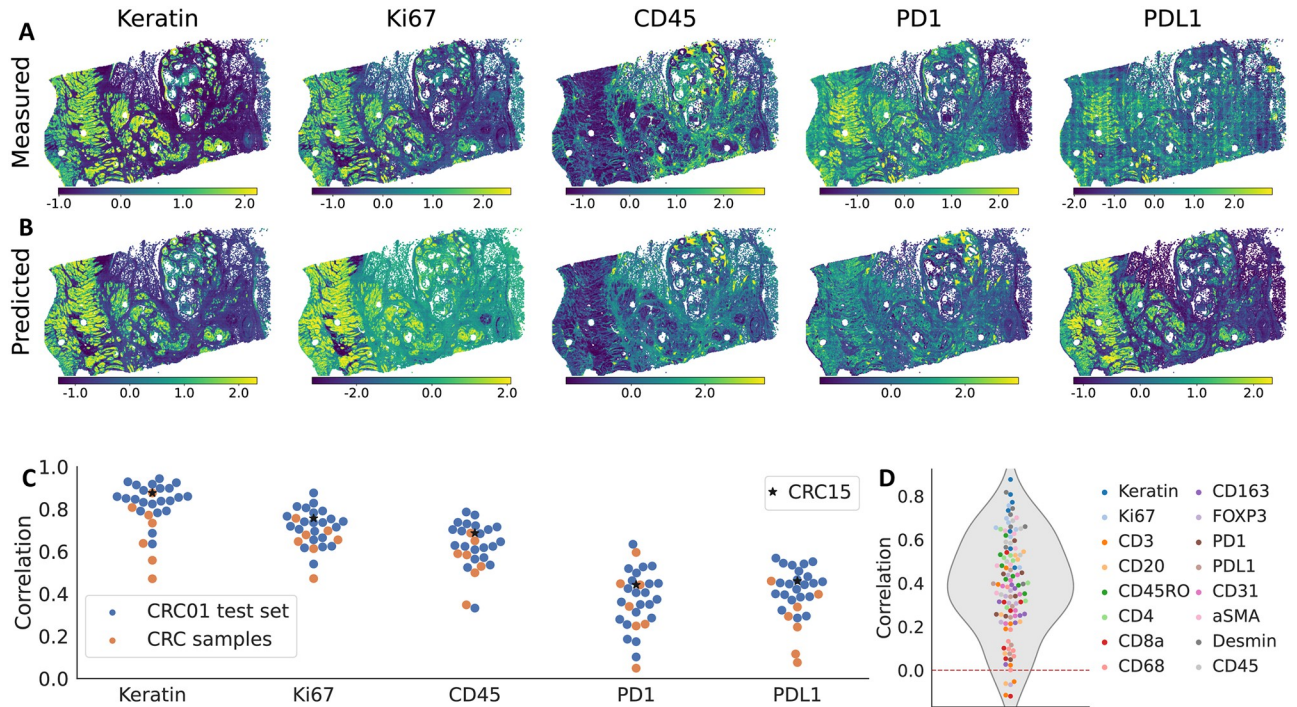 A
Keratin Ki67 CD45 PD1 PDL1
Measured
-1.0 0.0 1.0 2.0 -1.0 0.0 1.0 2.0 0.0 2.0 -1.0 0.0 1.0 2.0 -2.0 -1.0 0.0 1.0 2.0
B
Predicted
-1.0 0.0 1.0 2.0 -2.0 0.0 2.0 0.0 2.0 0.0 2.0 -1.0 0.0 1.0 2.0
C
Correlation
1.0
0.8
0.6
0.4
0.2
0.0
CRC15
CRC01 test set
CRC samples
Keratin Ki67 CD45 PD1 PDL1
D
Correlation
0.8
0.6
0.4
0.2
0.0
Keratin CD163
Ki67 FOXP3
CD3 PD1
CD20 PDL1
CD45RO CD31
CD4 aSMA
CD8a Desmin
CD68 CD45